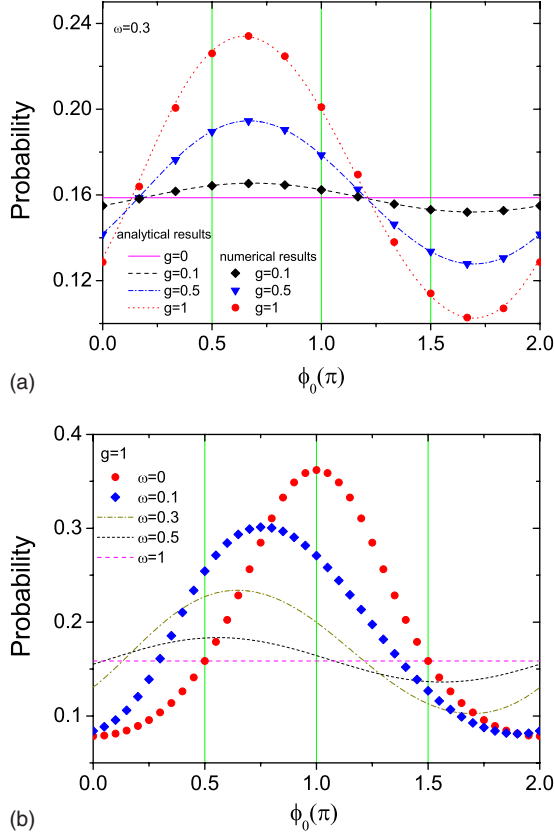 ω=0.3
0.24
0.20
0.16
0.12
Probability
analytical results
g=0
g=0.1
g=0.5
g=1
numerical results
g=0.1
g=0.5
g=1
0.0 0.5 1.0 1.5 2.0
ϕ₀(π)
(a)
g=1
ω=0
ω=0.1
ω=0.3
ω=0.5
ω=1
0.4
0.3
0.2
0.1
Probability
0.0 0.5 1.0 1.5 2.0
ϕ₀(π)
(b)